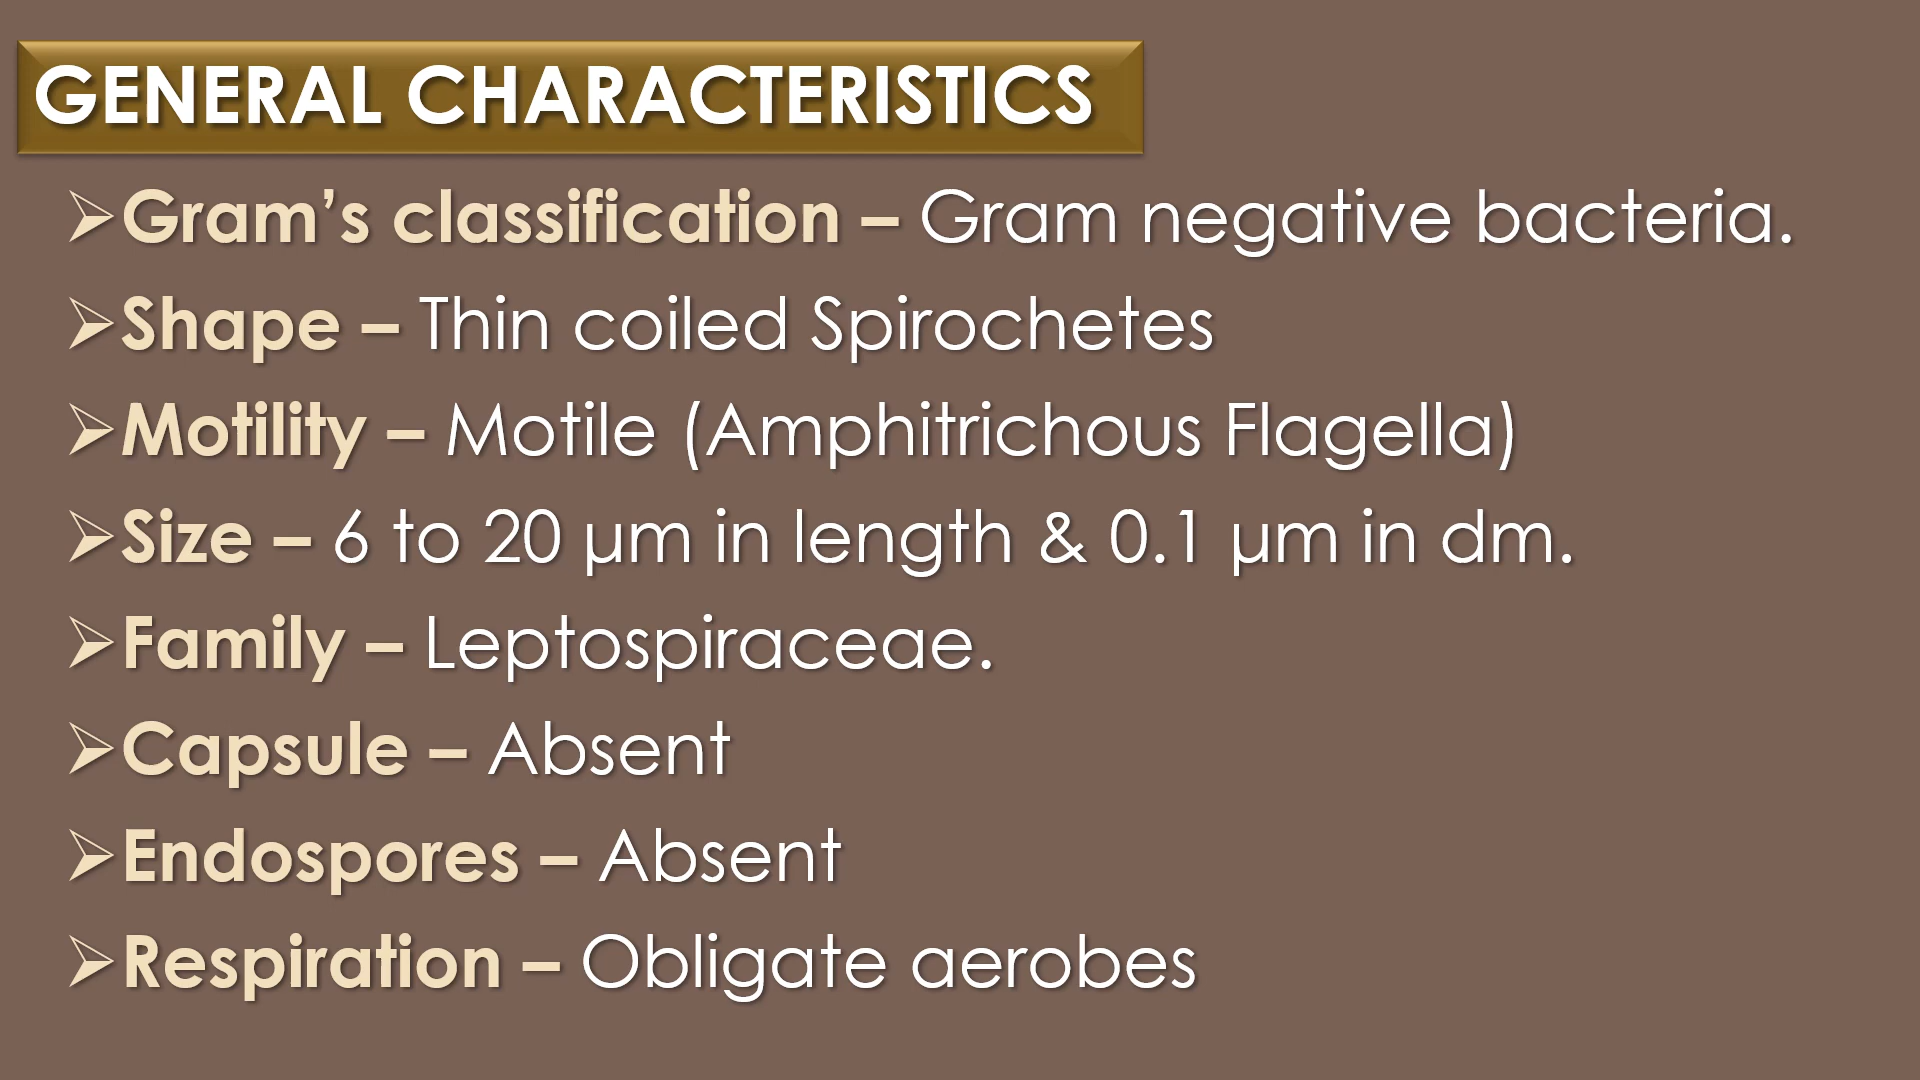 GENERAL CHARACTERISTICS
➢Gram’s classification – Gram negative bacteria.
➢Shape – Thin coiled Spirochetes
➢Motility – Motile (Amphitrichous Flagella)
➢Size – 6 to 20 µm in length & 0.1 µm in dm.
➢Family – Leptospiraceae.
➢Capsule – Absent
➢Endospores – Absent
➢Respiration – Obligate aerobes